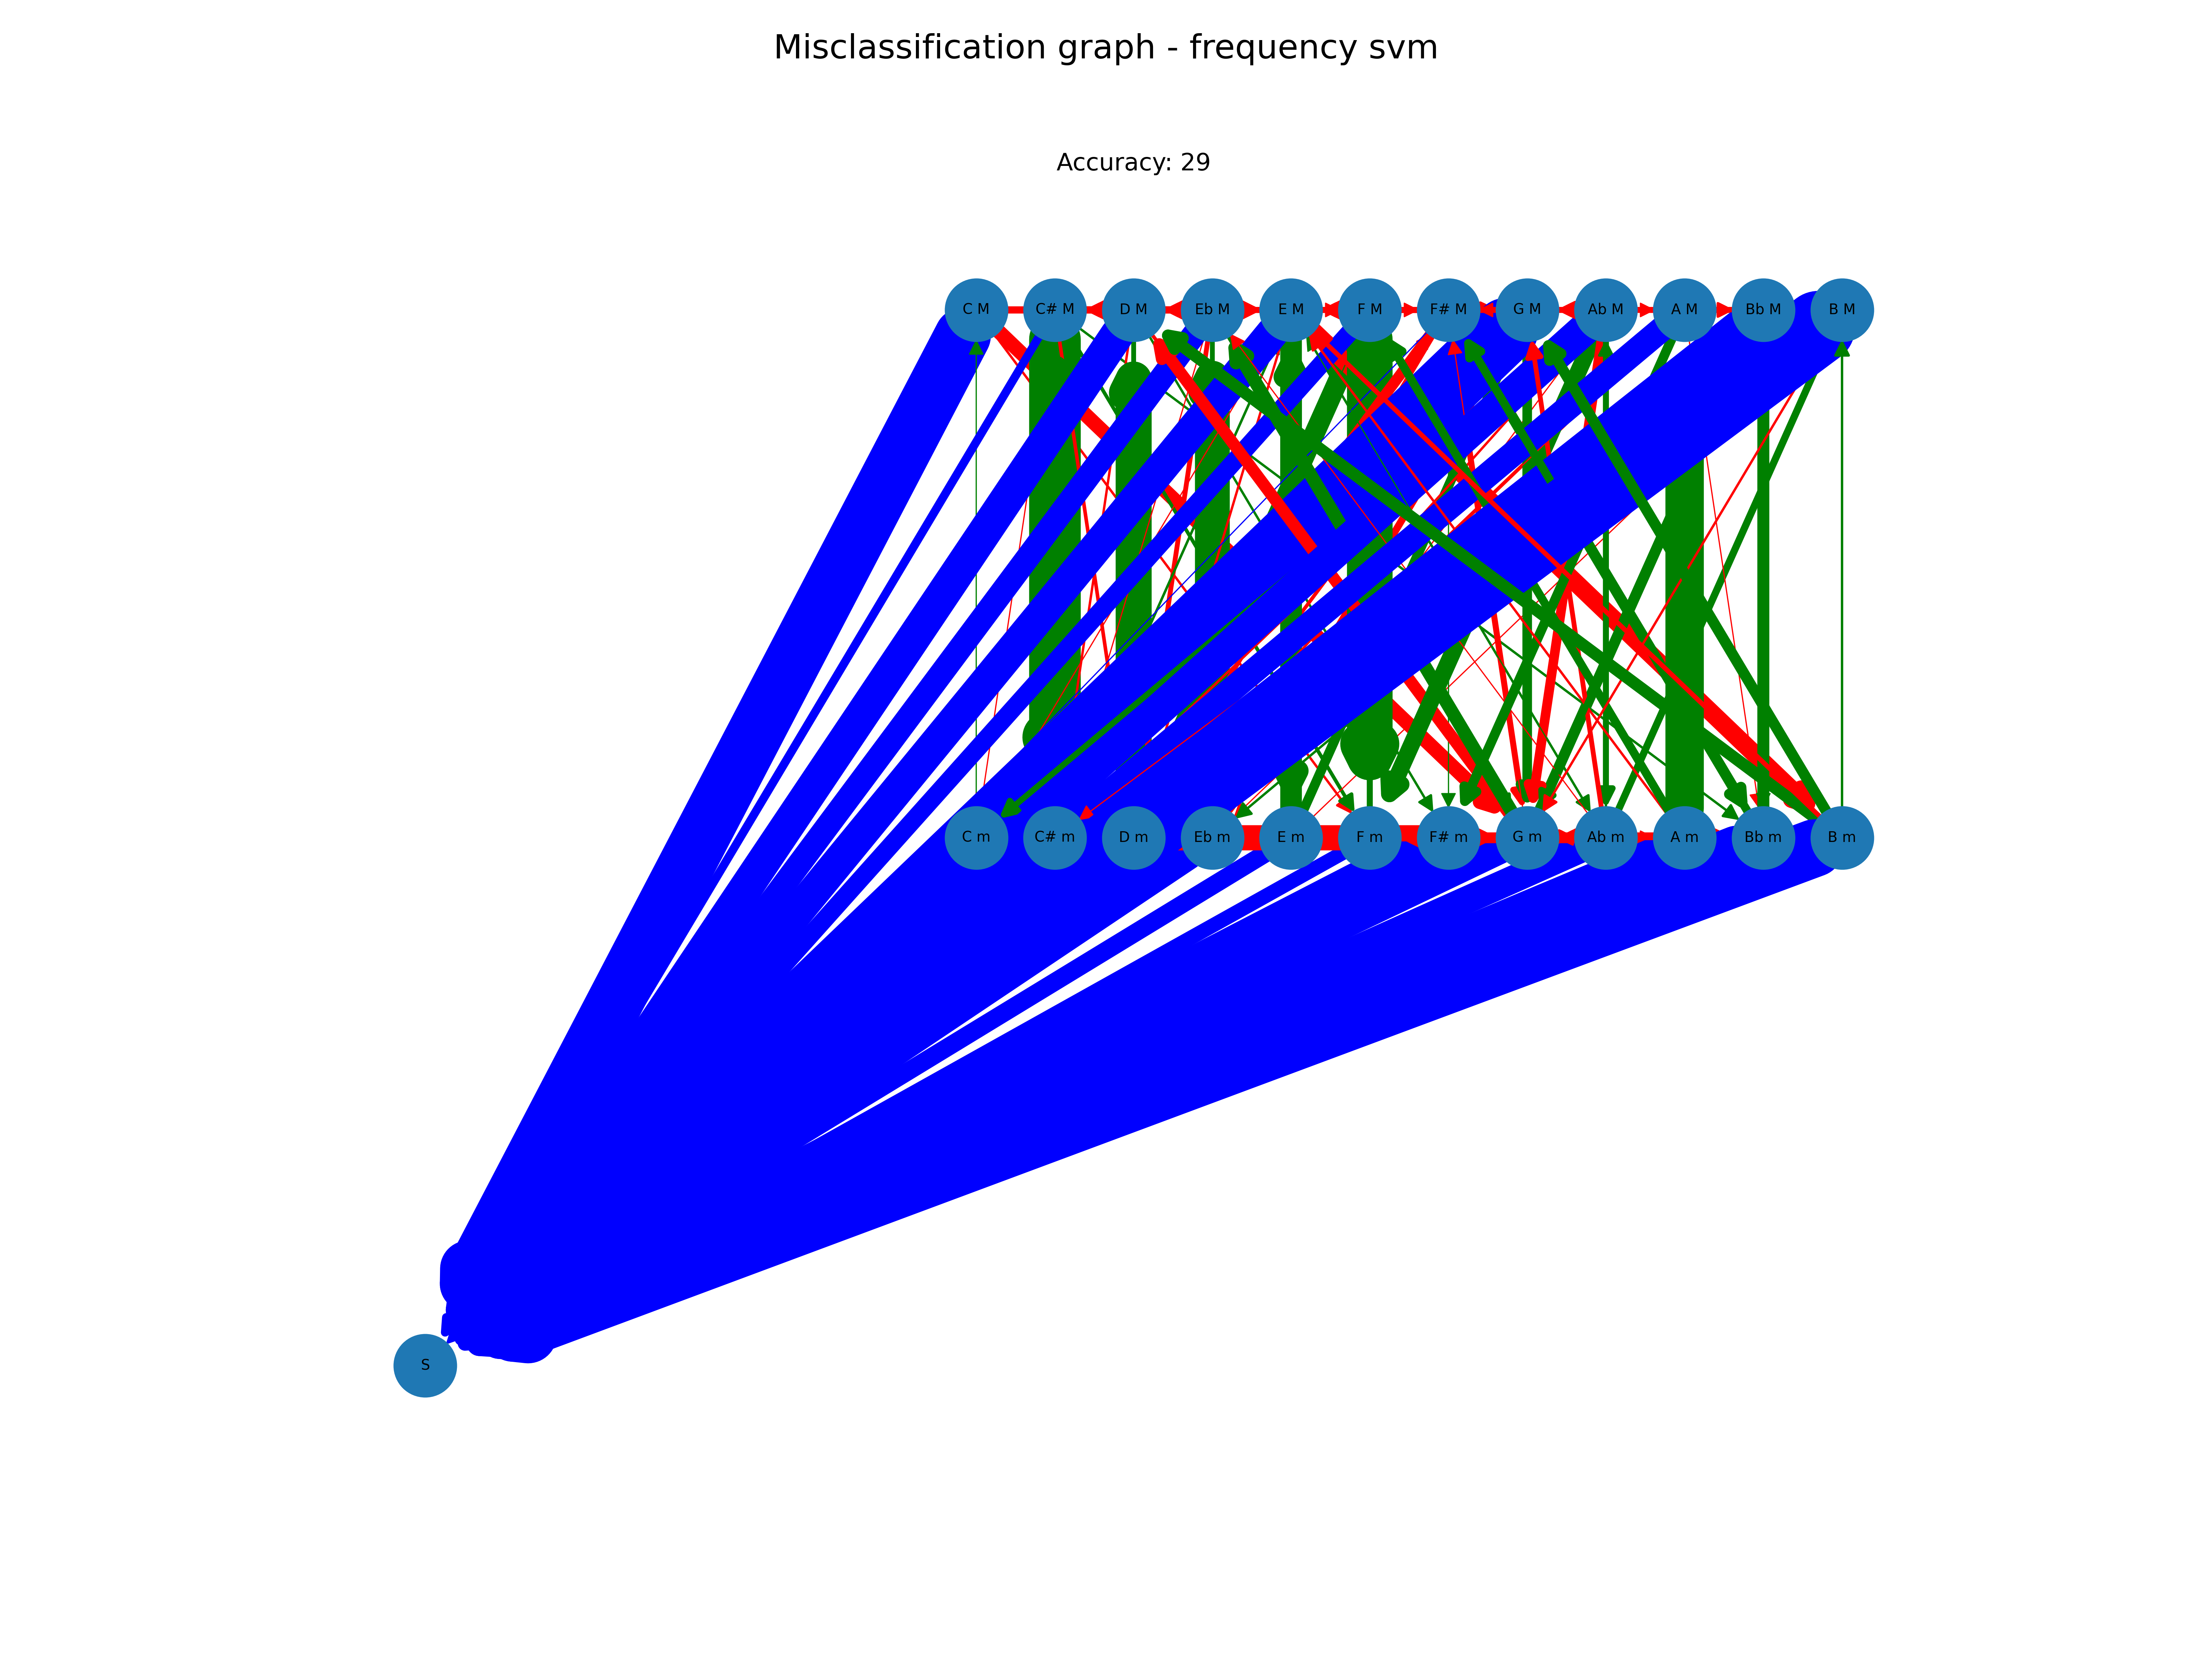 Misclassification graph - frequency svm
Accuracy: 29
C M C# M D M Eb M E M F M F# M G M Ab M A M Bb M B M
C m C# m D m Eb m E m F m F# m G m Ab m A m Bb m B m
S